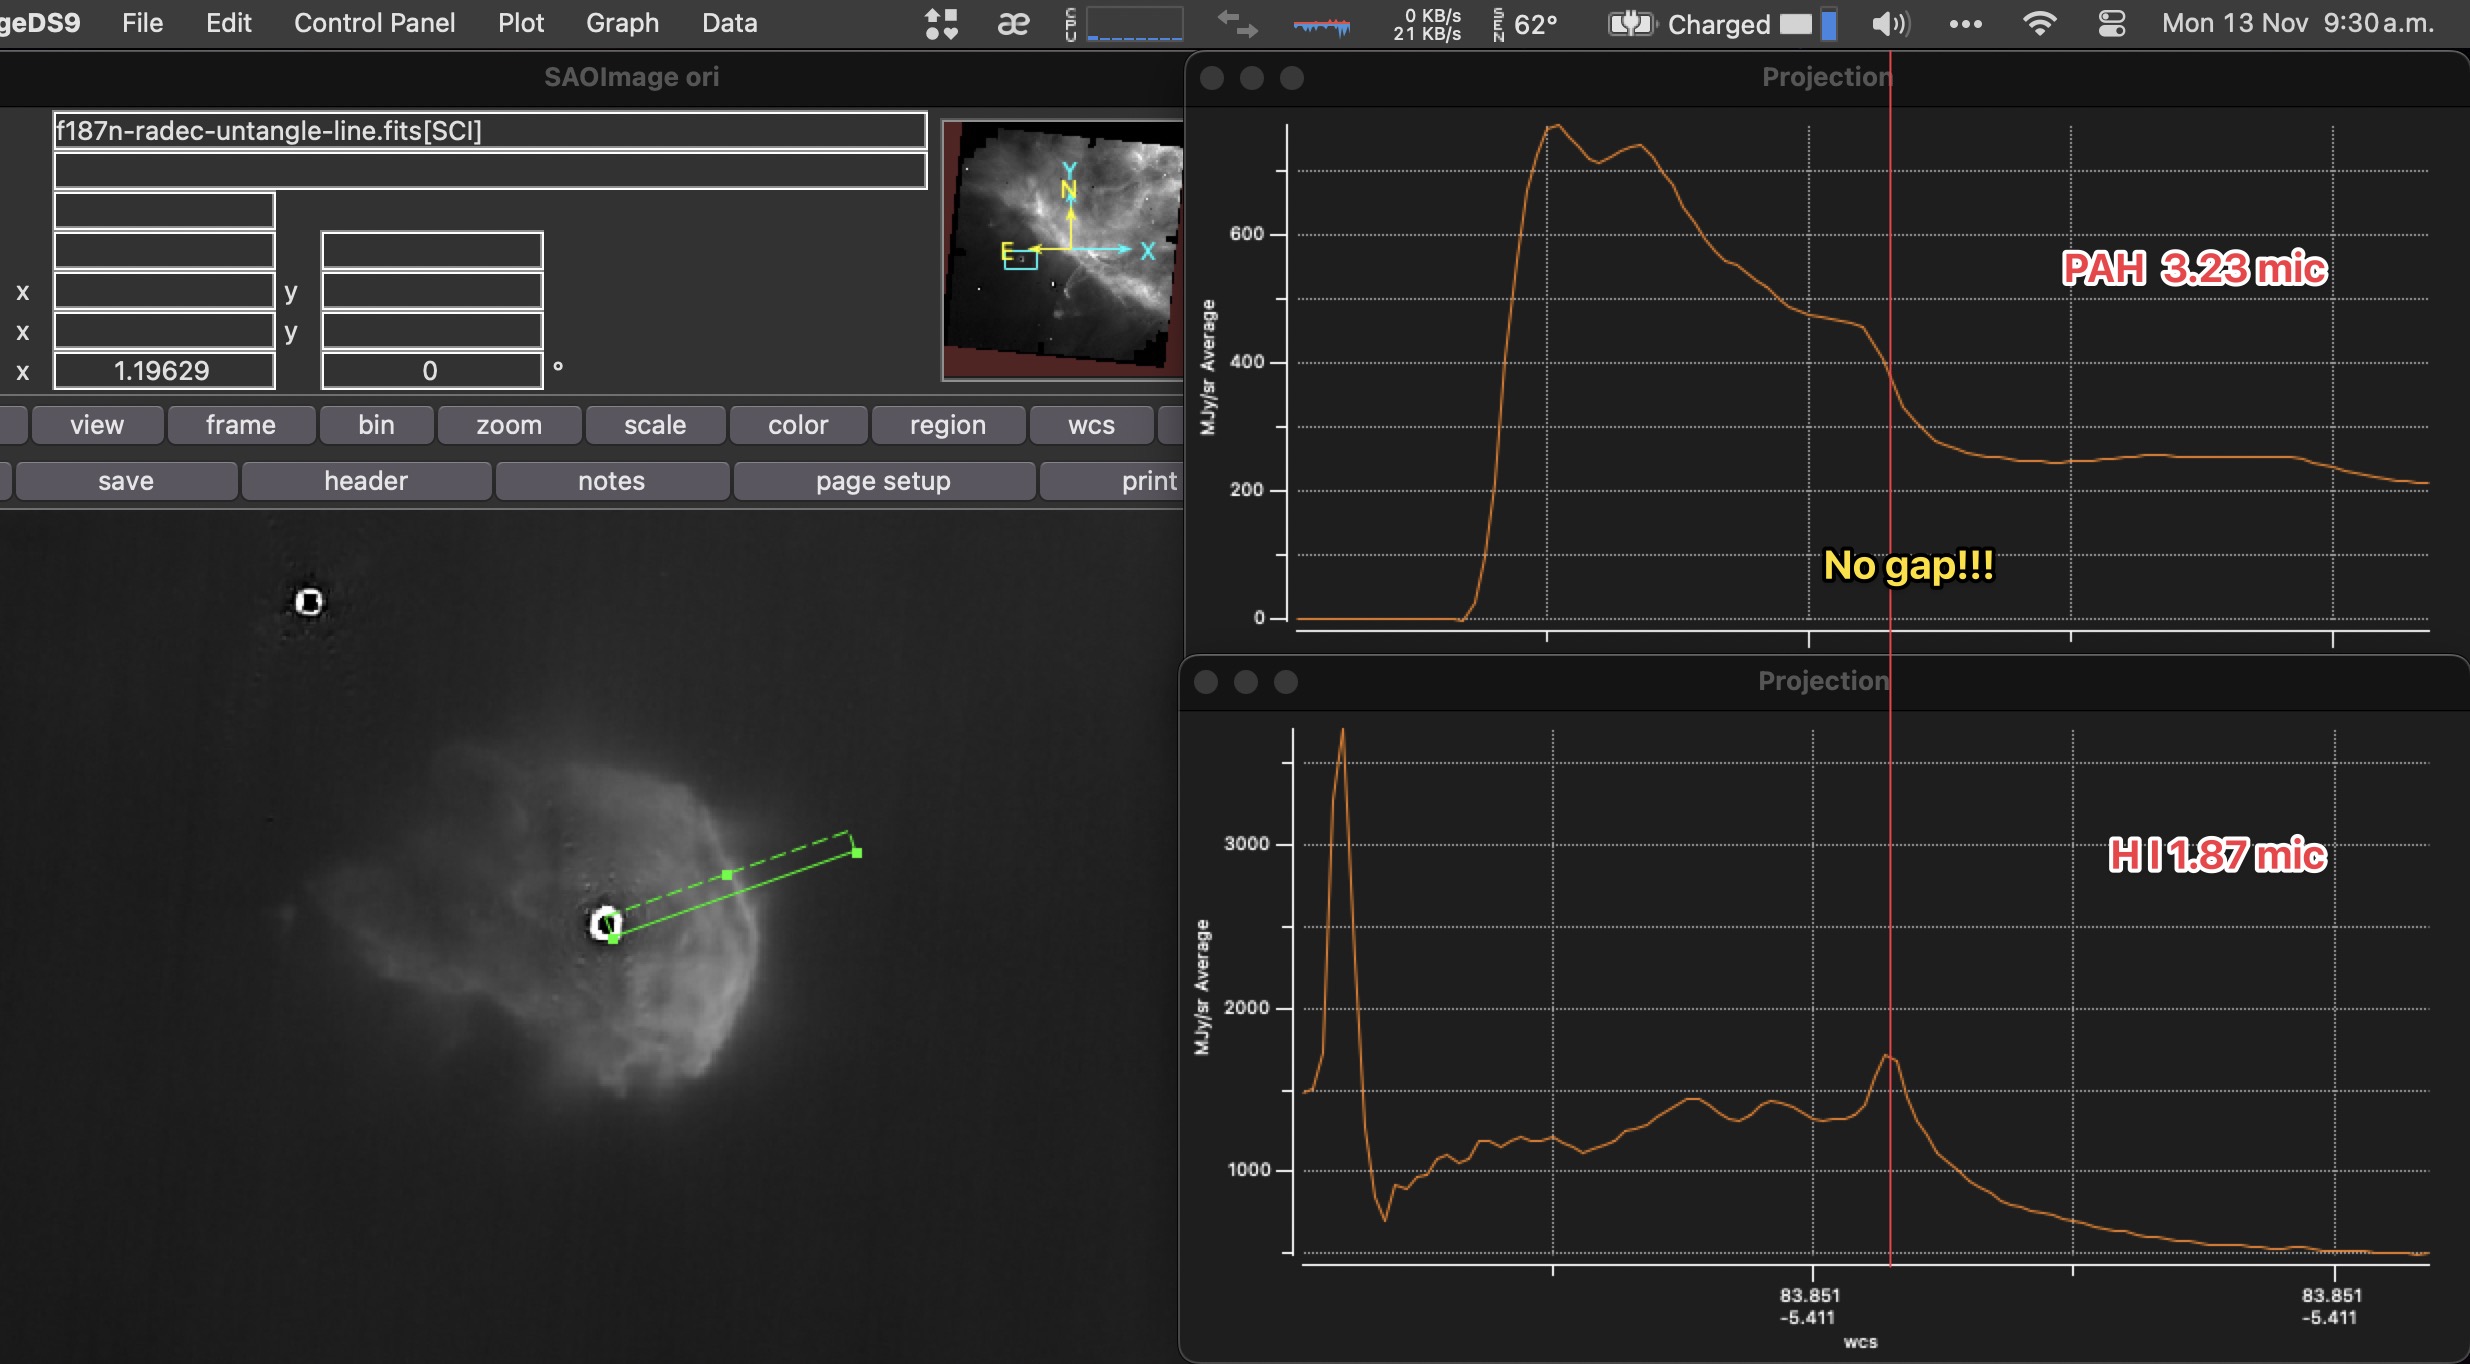 geDS9 File Edit Control Panel Plot Graph Data CPU 0 KB/s SEN 62° Charged Mon 13 Nov 9:30 a.m.
21 KB/s
SAOImage ori
f187n-radec-untangle-line.fits[SCI]
x y
x y
x 1.19629 0 °
Y
N
E X
view frame bin zoom scale color region wcs
save header notes page setup print
Projection
600
400
200
0
MJy/sr Average
PAH 3.23 mic
No gap!!!
Projection
3000
2000
1000
MJy/sr Average
H I 1.87 mic
83.851 83.851
-5.411 -5.411
wcs